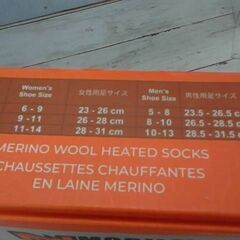 Women's Shoe Size 女性用足サイズ Men's Shoe Size 男性用足サイズ
6 - 9 23 - 26 cm 5 - 8 23.5 - 26.5
9 - 11 26 - 28 cm 8 - 10 26.5 - 28.5
11-14 28 - 31 cm 10-13 28.5 - 31.5
MERINO WOOL HEATED SOCKS
CHAUSSETTES CHAUFFANTES
EN LAINE MERINO